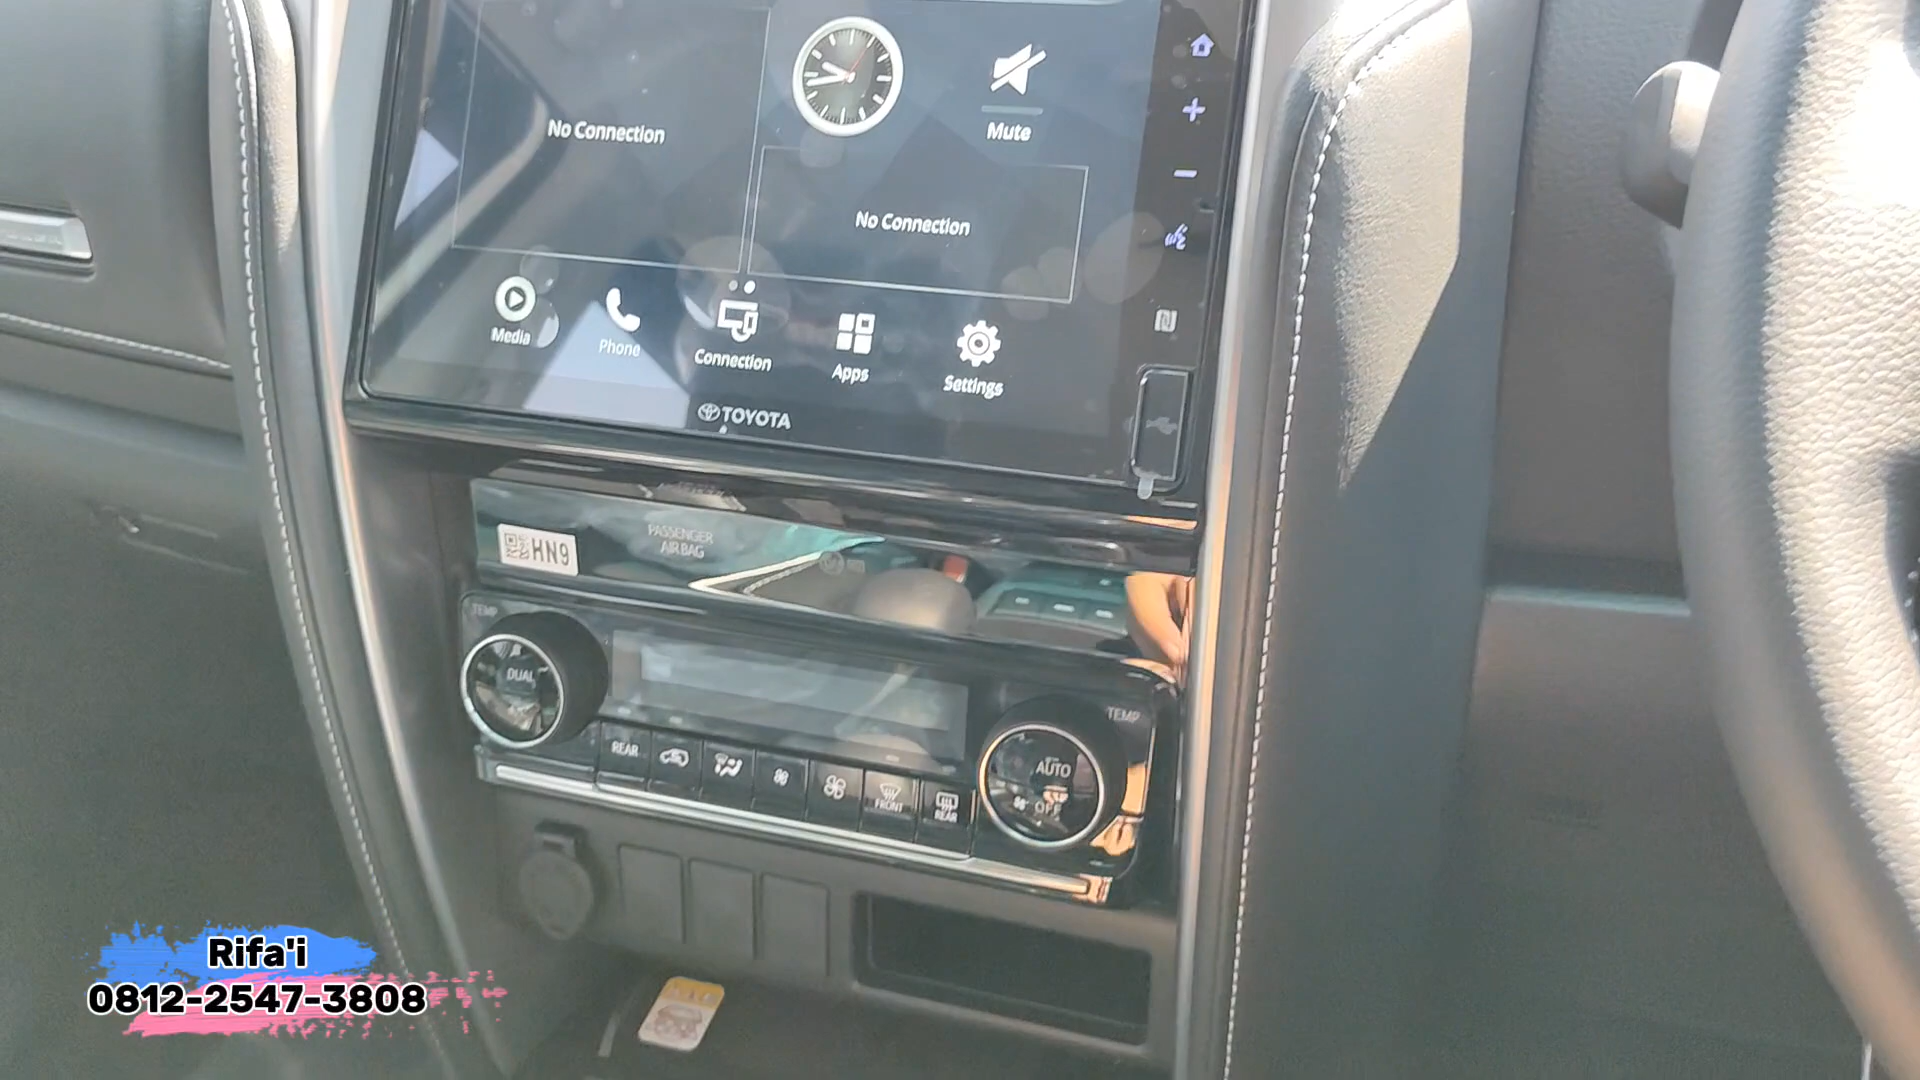 No Connection
Mute
No Connection
Media
Phone
Connection
Apps
Settings
TOYOTA
HN9
PASSENGER
AIR BAG
TEMP
DUAL
TEMP
REAR
FRONT
REAR
AUTO
OFF
Rifa'i
0812-2547-3808